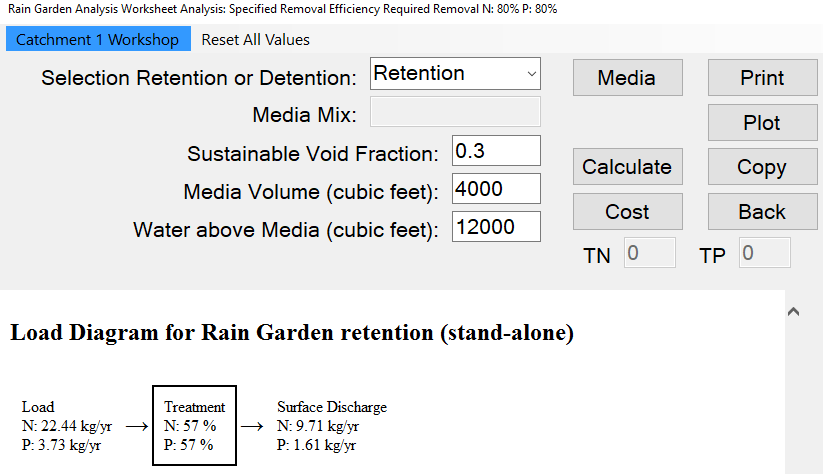 Rain Garden Analysis Worksheet Analysis: Specified Removal Efficiency Required Removal N: 80% P: 80%
Catchment 1 Workshop Reset All Values
Selection Retention or Detention: Retention Media Print
Media Mix: Plot
Sustainable Void Fraction: 0.3 Calculate Copy
Media Volume (cubic feet): 4000
Water above Media (cubic feet): 12000 Cost Back
TN 0 TP 0
Load Diagram for Rain Garden retention (stand-alone)
Load → Treatment → Surface Discharge
N: 22.44 kg/yr N: 57 % N: 9.71 kg/yr
P: 3.73 kg/yr P: 57 % P: 1.61 kg/yr